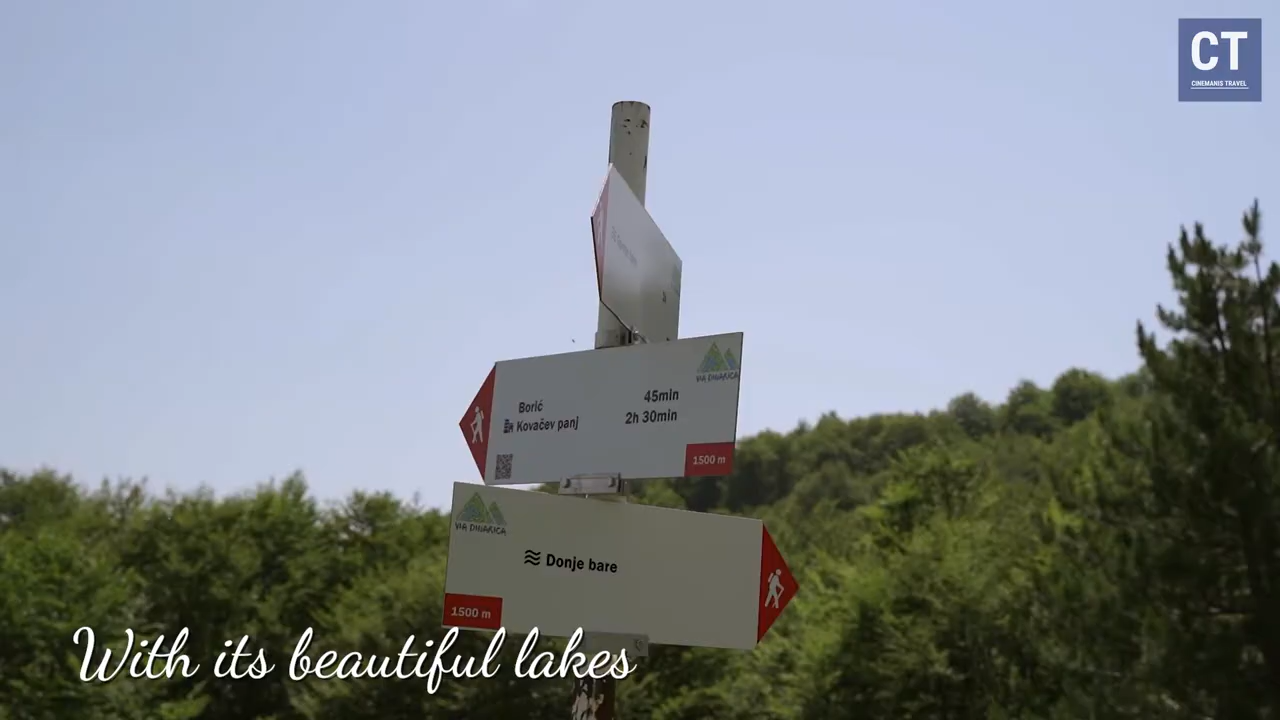 CT
CINEMANIS TRAVEL
VIA DINARICA
Borić 45min
Kovačev panj 2h 30min
1500 m
VIA DINARICA
Donje bare
1500 m
With its beautiful lakes